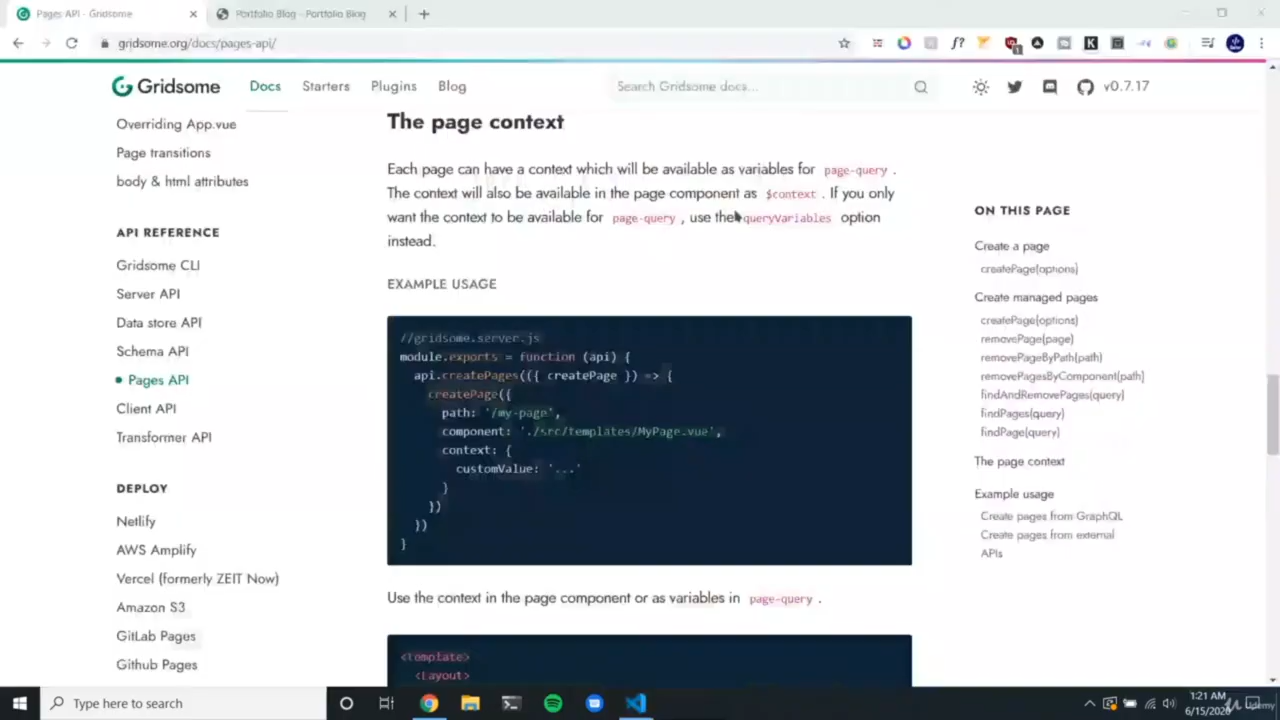 Pages API - Gridsome
Portfolio Blog - Portfolio Blog
gridsome.org/docs/pages-api/
Gridsome
Docs
Starters
Plugins
Blog
Search Gridsome docs...
v0.7.17
Overriding App.vue
Page transitions
body & html attributes
API REFERENCE
Gridsome CLI
Server API
Data store API
Schema API
Pages API
Client API
Transformer API
DEPLOY
Netlify
AWS Amplify
Vercel (formerly ZEIT Now)
Amazon S3
GitLab Pages
Github Pages
The page context
Each page can have a context which will be available as variables for page-query .
The context will also be available in the page component as $context . If you only
want the context to be available for page-query , use the queryVariables option
instead.
EXAMPLE USAGE
//gridsome.server.js
module.exports = function (api) {
api.createPages(({ createPage }) => {
createPage({
path: '/my-page',
component: './src/templates/MyPage.vue',
context: {
customValue: '...'
}
})
})
}
Use the context in the page component or as variables in page-query .
<template>
<Layout>
ON THIS PAGE
Create a page
createPage(options)
Create managed pages
createPage(options)
removePage(page)
removePageByPath(path)
removePagesByComponent(path)
findAndRemovePages(query)
findPages(query)
findPage(query)
The page context
Example usage
Create pages from GraphQL
Create pages from external
APIs
Type here to search
1:21 AM
6/15/2020
Udemy